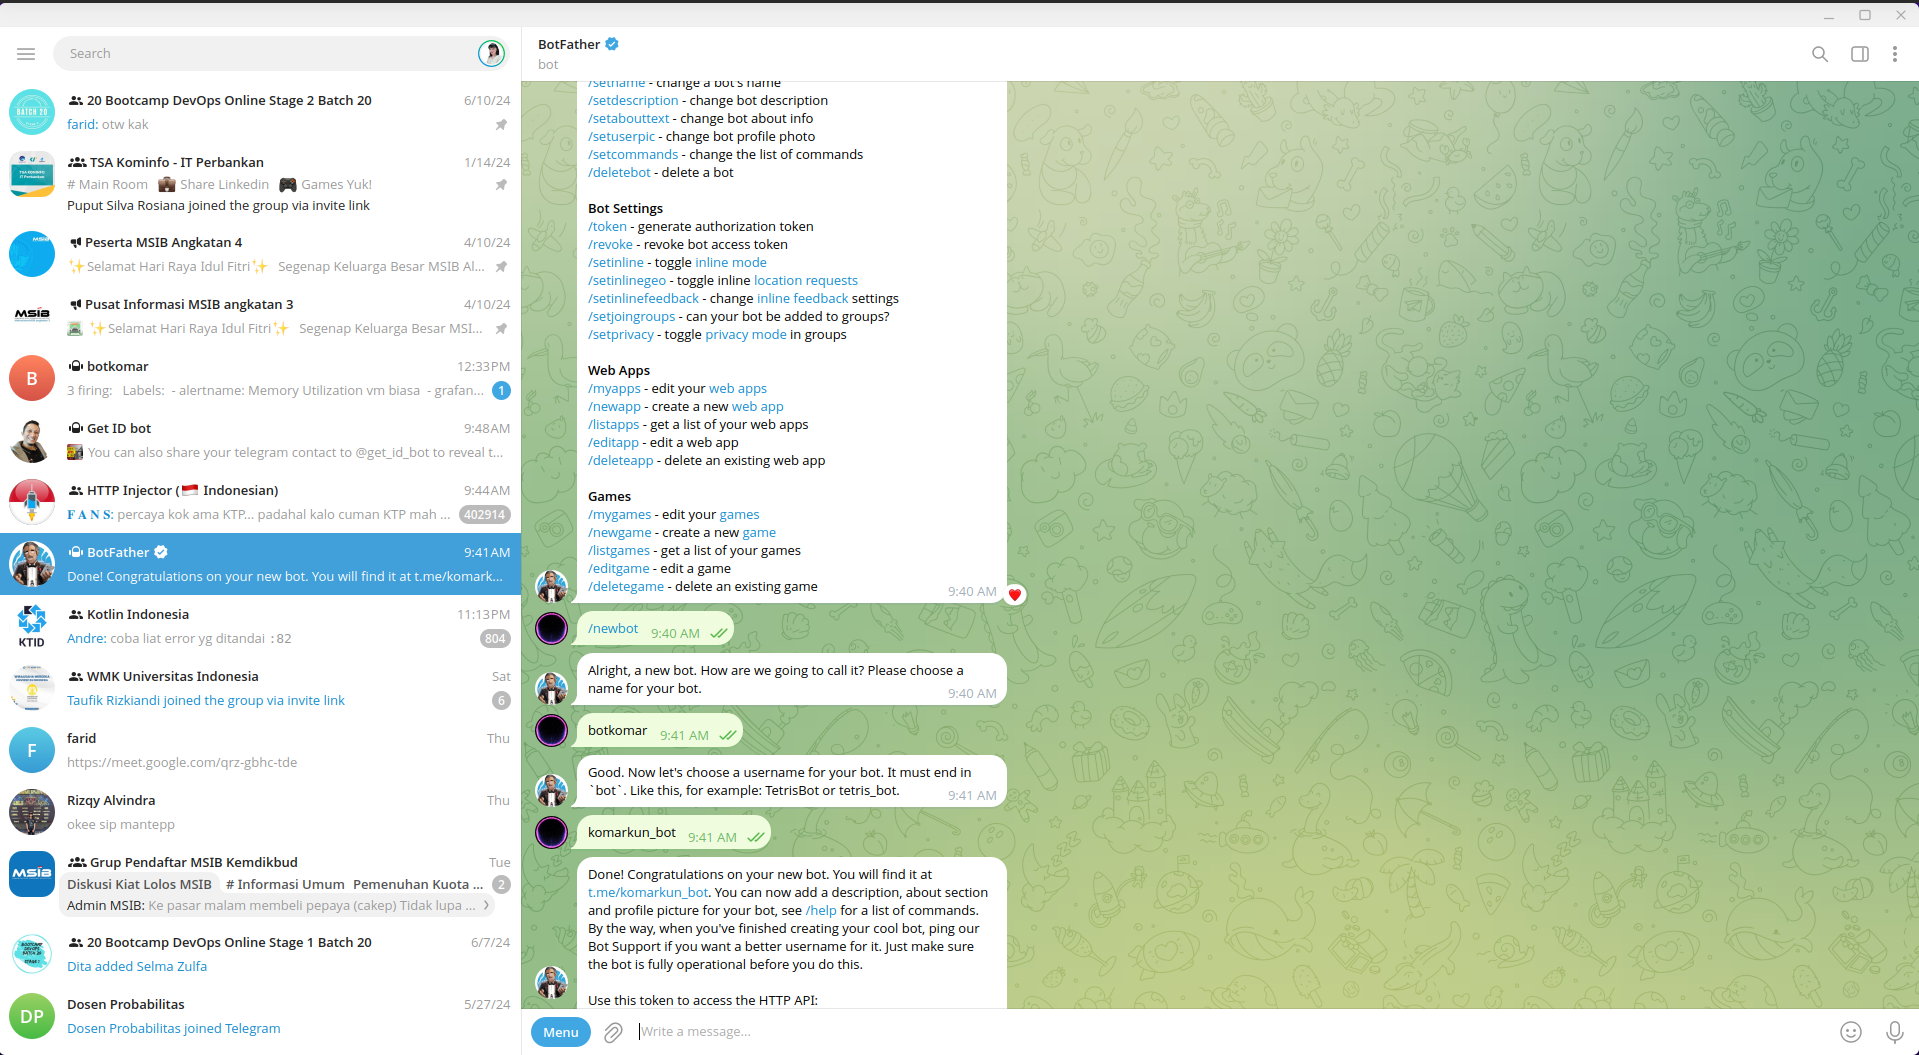 Search
20 Bootcamp DevOps Online Stage 2 Batch 20 6/10/24
farid: otw kak
BATCH 20
TSA Kominfo - IT Perbankan 1/14/24
# Main Room 💼 Share Linkedin 🎮 Games Yuk!
Puput Silva Rosiana joined the group via invite link
Peserta MSIB Angkatan 4 4/10/24
✨Selamat Hari Raya Idul Fitri✨ Segenap Keluarga Besar MSIB Al...
Pusat Informasi MSIB angkatan 3 4/10/24
✨Selamat Hari Raya Idul Fitri✨ Segenap Keluarga Besar MSI...
MSIB
botkomar 12:33PM
B
3 firing: Labels: - alertname: Memory Utilization vm biasa - grafan... 1
Get ID bot 9:48AM
You can also share your telegram contact to @get_id_bot to reveal t...
HTTP Injector (🇮🇩 Indonesian) 9:44AM
F A N S: percaya kok ama KTP... padahal kalo cuman KTP mah ... 402914
BotFather 9:41AM
Done! Congratulations on your new bot. You will find it at t.me/komark...
Kotlin Indonesia 11:13PM
Andre: coba liat error yg ditandai :82 804
KTID
WMK Universitas Indonesia Sat
Taufik Rizkiandi joined the group via invite link 6
farid Thu
F
https://meet.google.com/qrz-gbhc-tde
Rizqy Alvindra Thu
okee sip mantepp
Grup Pendaftar MSIB Kemdikbud Tue
MSIB
Diskusi Kiat Lolos MSIB # Informasi Umum Pemenuhan Kuota ... 2
Admin MSIB: Ke pasar malam membeli pepaya (cakep) Tidak lupa ...
20 Bootcamp DevOps Online Stage 1 Batch 20 6/7/24
Dita added Selma Zulfa
Dosen Probabilitas 5/27/24
DP
Dosen Probabilitas joined Telegram
BotFather
bot
/setname - change a bot's name
/setdescription - change bot description
/setabouttext - change bot about info
/setuserpic - change bot profile photo
/setcommands - change the list of commands
/deletebot - delete a bot
Bot Settings
/token - generate authorization token
/revoke - revoke bot access token
/setinline - toggle inline mode
/setinlinegeo - toggle inline location requests
/setinlinefeedback - change inline feedback settings
/setjoingroups - can your bot be added to groups?
/setprivacy - toggle privacy mode in groups
Web Apps
/myapps - edit your web apps
/newapp - create a new web app
/listapps - get a list of your web apps
/editapp - edit a web app
/deleteapp - delete an existing web app
Games
/mygames - edit your games
/newgame - create a new game
/listgames - get a list of your games
/editgame - edit a game
/deletegame - delete an existing game
9:40 AM
/newbot 9:40 AM
Alright, a new bot. How are we going to call it? Please choose a
name for your bot.
9:40 AM
botkomar 9:41 AM
Good. Now let's choose a username for your bot. It must end in
`bot`. Like this, for example: TetrisBot or tetris_bot.
9:41 AM
komarkun_bot 9:41 AM
Done! Congratulations on your new bot. You will find it at
t.me/komarkun_bot. You can now add a description, about section
and profile picture for your bot, see /help for a list of commands.
By the way, when you've finished creating your cool bot, ping our
Bot Support if you want a better username for it. Just make sure
the bot is fully operational before you do this.
Use this token to access the HTTP API:
Menu
Write a message...